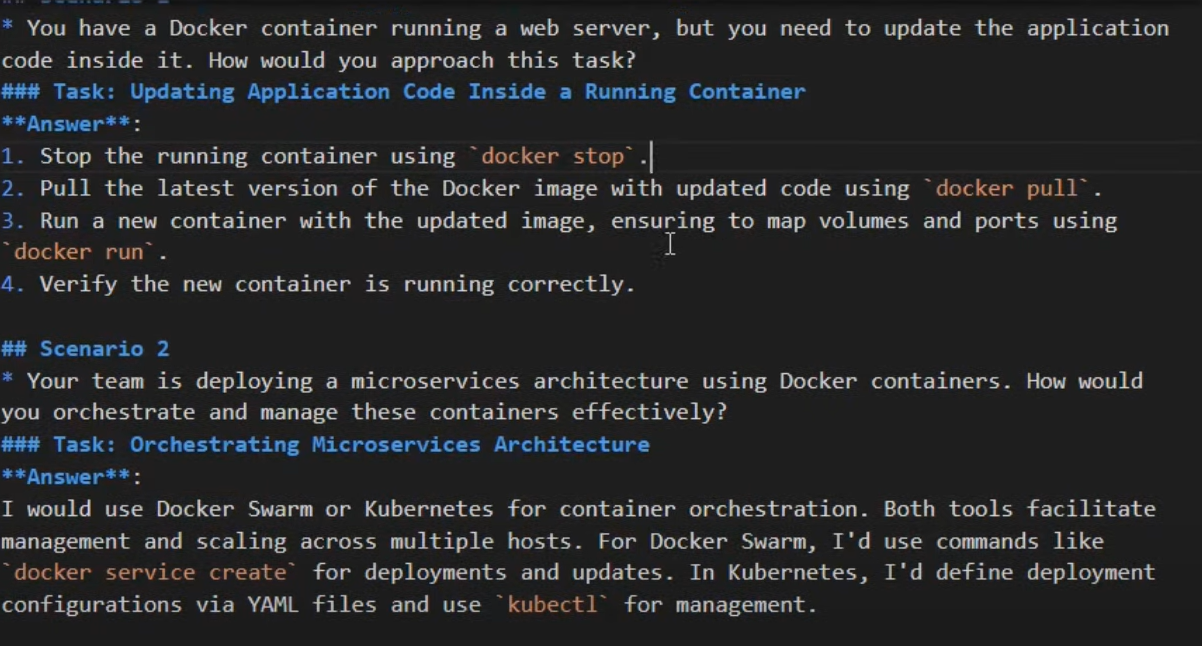 ## Scenario 1
* You have a Docker container running a web server, but you need to update the application
code inside it. How would you approach this task?
### Task: Updating Application Code Inside a Running Container
**Answer**:
1. Stop the running container using `docker stop`.
2. Pull the latest version of the Docker image with updated code using `docker pull`.
3. Run a new container with the updated image, ensuring to map volumes and ports using
`docker run`.
4. Verify the new container is running correctly.
## Scenario 2
* Your team is deploying a microservices architecture using Docker containers. How would
you orchestrate and manage these containers effectively?
### Task: Orchestrating Microservices Architecture
**Answer**:
I would use Docker Swarm or Kubernetes for container orchestration. Both tools facilitate
management and scaling across multiple hosts. For Docker Swarm, I'd use commands like
`docker service create` for deployments and updates. In Kubernetes, I'd define deployment
configurations via YAML files and use `kubectl` for management.